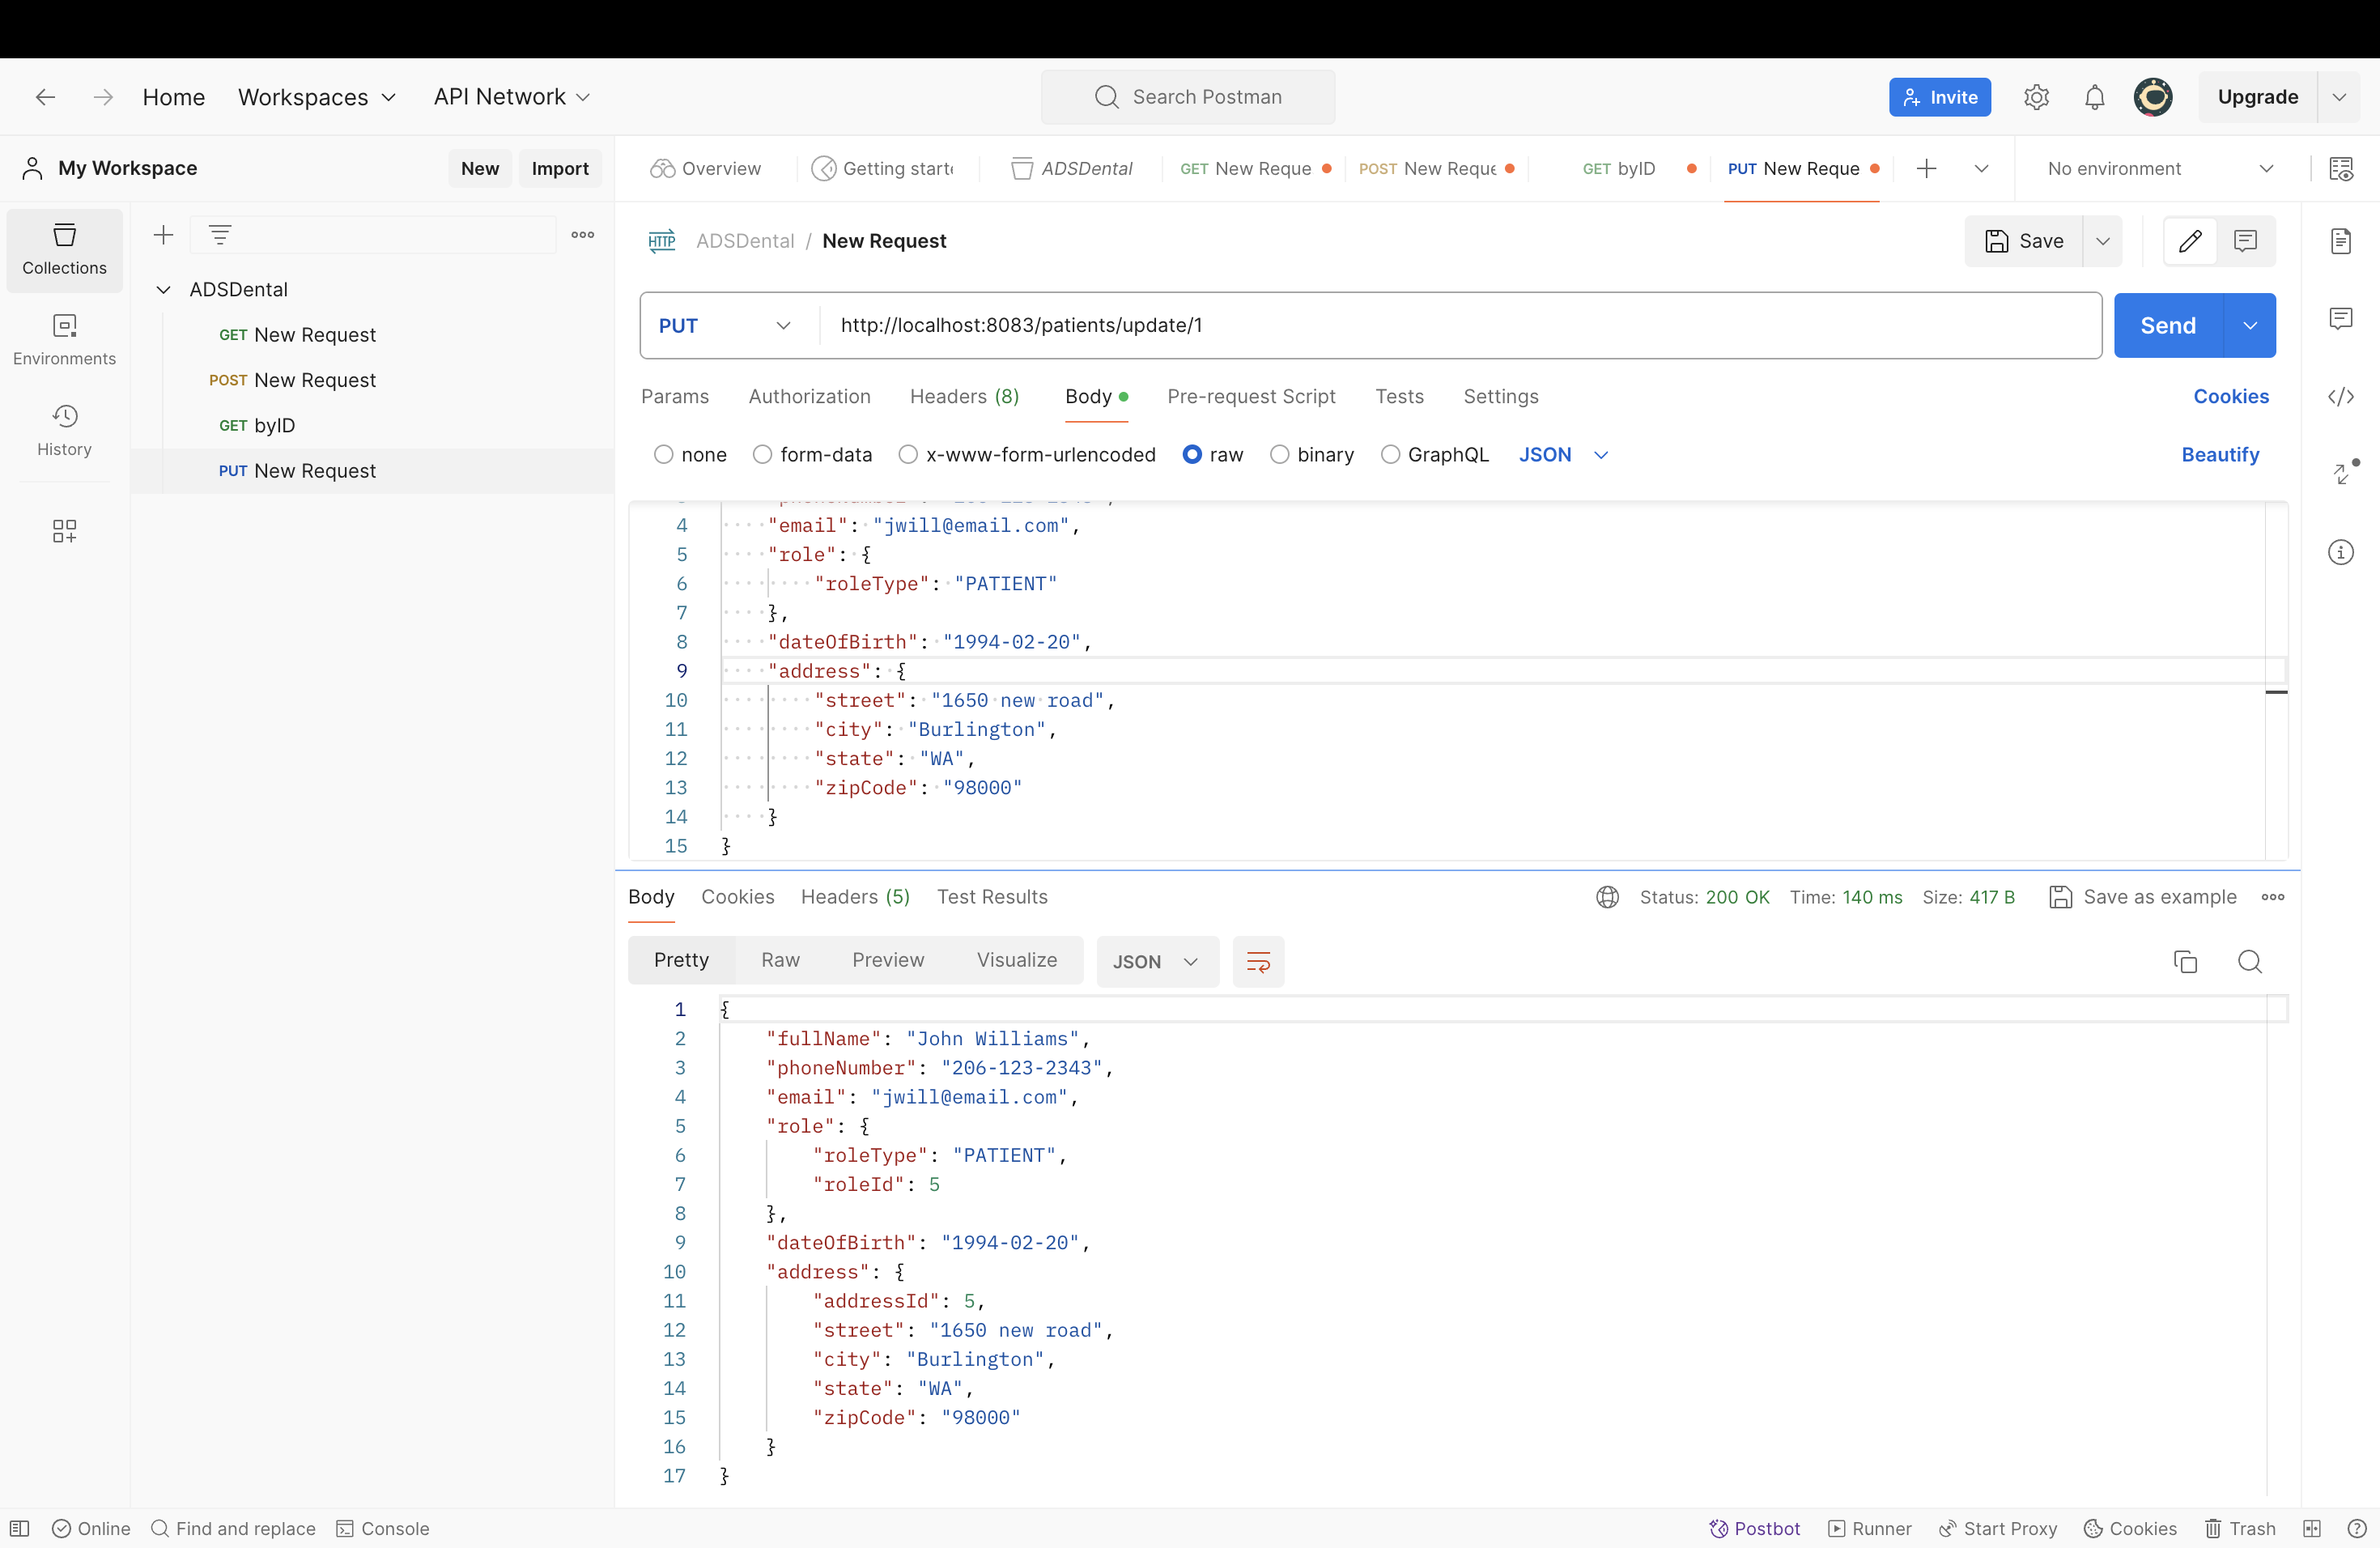 Home Workspaces API Network Search Postman Invite Upgrade
My Workspace New Import Overview Getting starte ADSDental GET New Reque POST New Reque GET byID PUT New Reque No environment
Collections
Environments
History
ADSDental
GET New Request
POST New Request
GET byID
PUT New Request
HTTP ADSDental / New Request Save
PUT http://localhost:8083/patients/update/1 Send
Params Authorization Headers (8) Body Pre-request Script Tests Settings Cookies
none form-data x-www-form-urlencoded raw binary GraphQL JSON Beautify
4 "email": "jwill@email.com",
5 "role": {
6 "roleType": "PATIENT"
7 },
8 "dateOfBirth": "1994-02-20",
9 "address": {
10 "street": "1650 new road",
11 "city": "Burlington",
12 "state": "WA",
13 "zipCode": "98000"
14 }
15 }
Body Cookies Headers (5) Test Results Status: 200 OK Time: 140 ms Size: 417 B Save as example
Pretty Raw Preview Visualize JSON
1 {
2 "fullName": "John Williams",
3 "phoneNumber": "206-123-2343",
4 "email": "jwill@email.com",
5 "role": {
6 "roleType": "PATIENT",
7 "roleId": 5
8 },
9 "dateOfBirth": "1994-02-20",
10 "address": {
11 "addressId": 5,
12 "street": "1650 new road",
13 "city": "Burlington",
14 "state": "WA",
15 "zipCode": "98000"
16 }
17 }
Online Find and replace Console Postbot Runner Start Proxy Cookies Trash